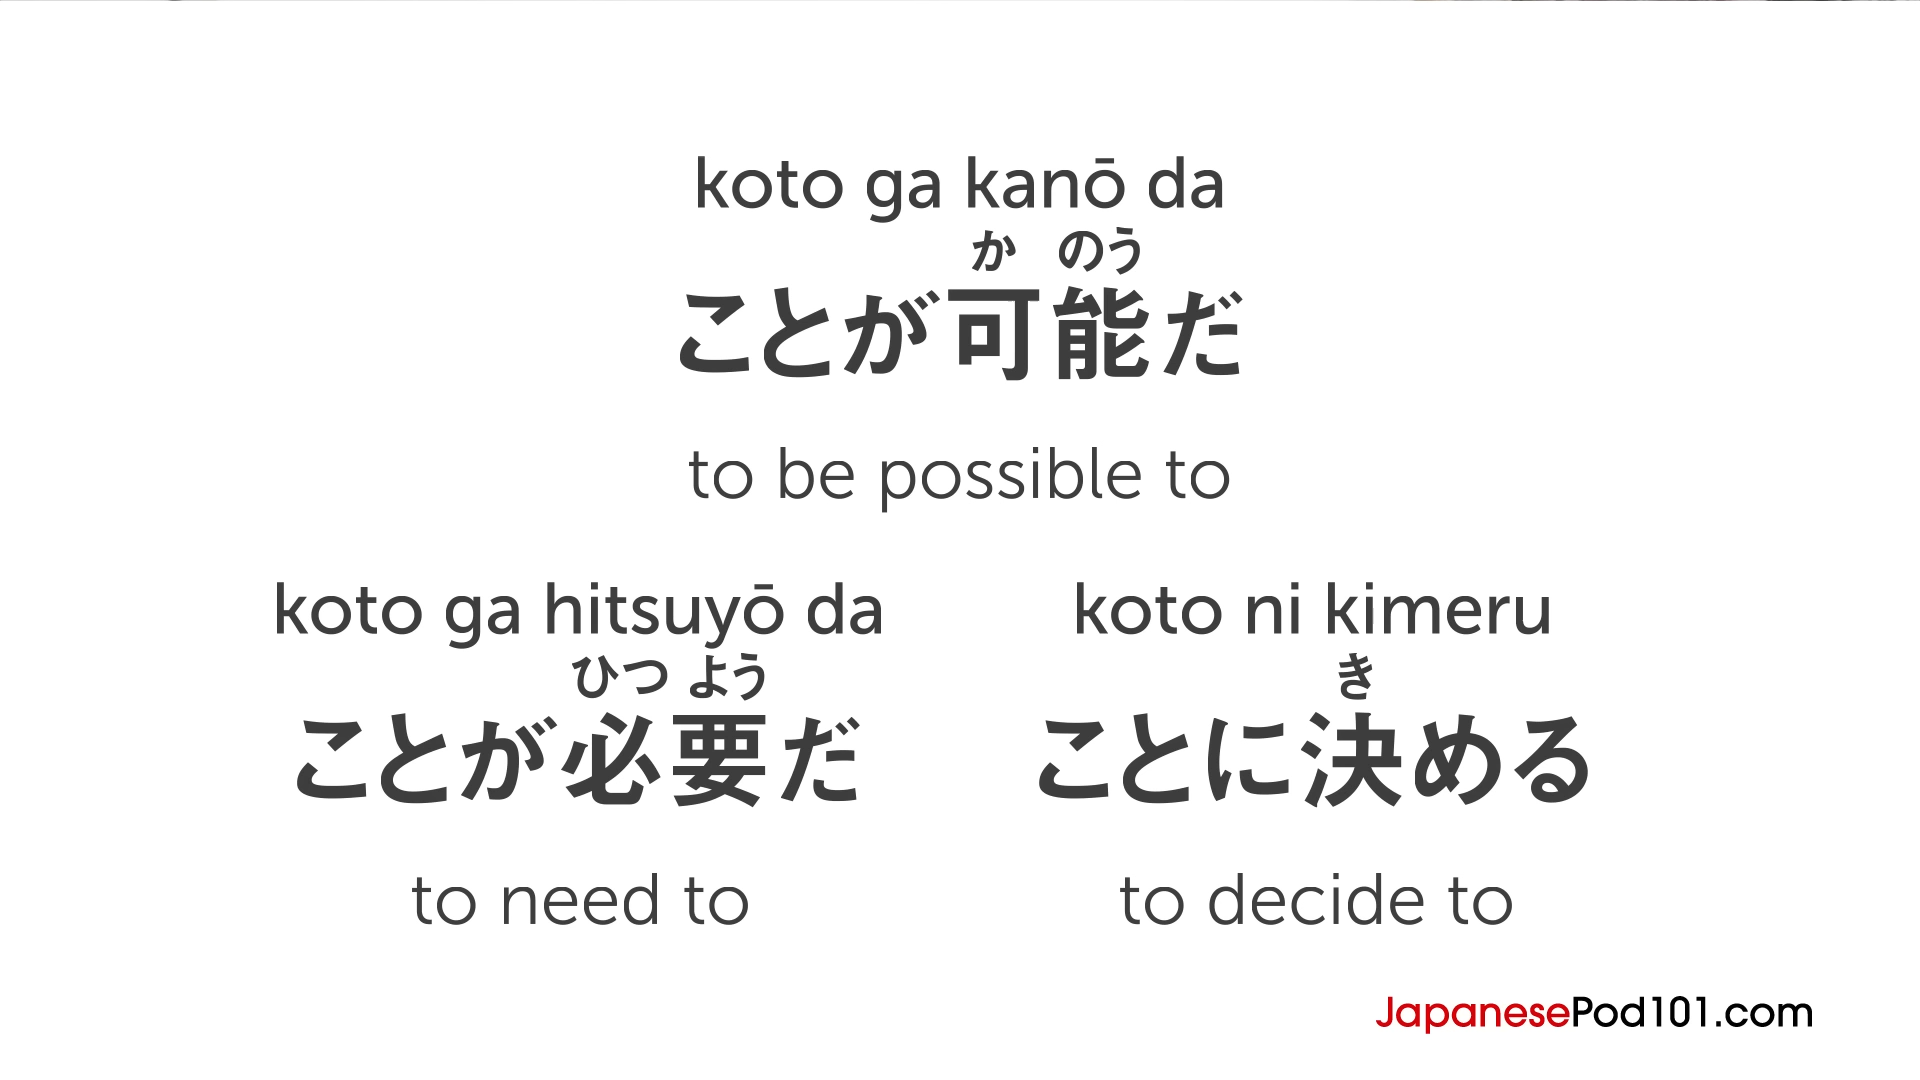 koto ga kanō da
か のう
ことが可能だ
to be possible to
koto ga hitsuyō da
ひつ よう
ことが必要だ
to need to
koto ni kimeru
き
ことに決める
to decide to
JapanesePod101.com